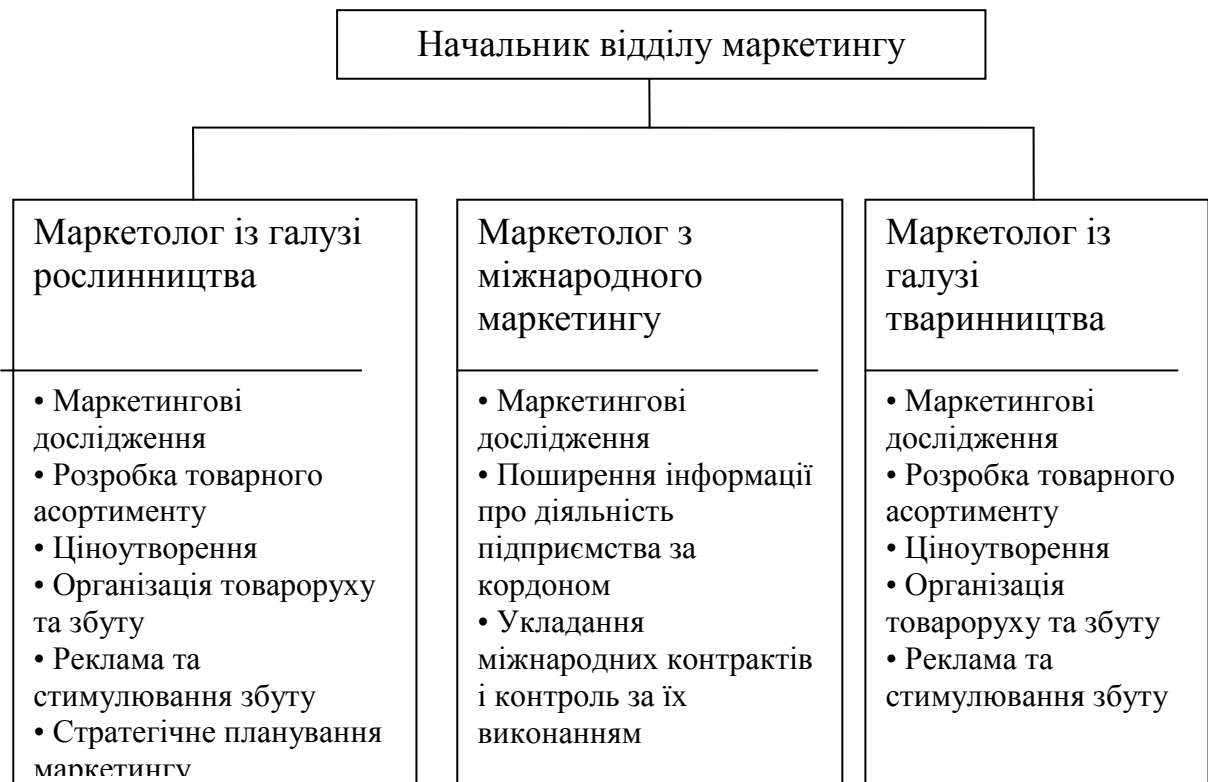 Начальник відділу маркетингу
Маркетолог із галузі
рослинництва
• Маркетингові
дослідження
• Розробка товарного
асортименту
• Ціноутворення
• Організація товароруху
та збуту
• Реклама та
стимулювання збуту
• Стратегічне планування
маркетингу
Маркетолог з
міжнародного
маркетингу
• Маркетингові
дослідження
• Поширення інформації
про діяльність
підприємства за
кордоном
• Укладання
міжнародних контрактів
і контроль за їх
виконанням
Маркетолог із
галузі
тваринництва
• Маркетингові
дослідження
• Розробка товарного
асортименту
• Ціноутворення
• Організація
товароруху та збуту
• Реклама та
стимулювання збуту